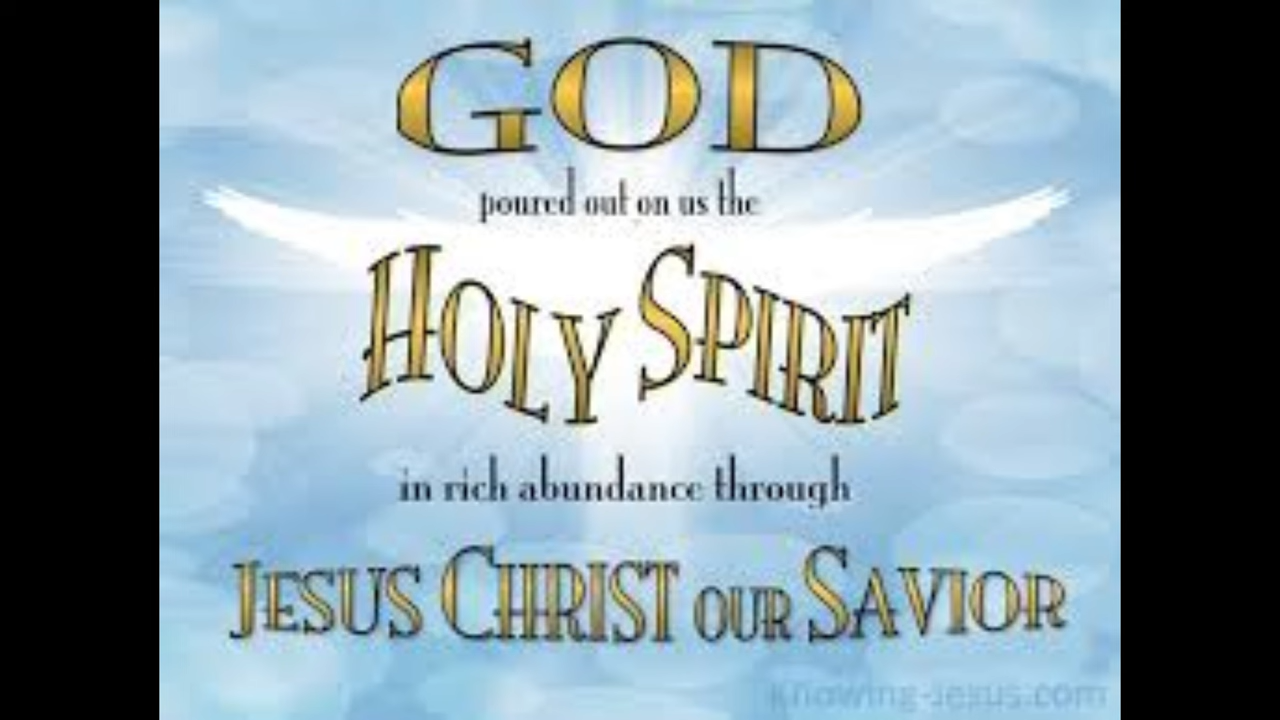 GOD
poured out on us the
HOLY SPIRIT
in rich abundance through
JESUS CHRIST OUR SAVIOR
knowing-jesus.com